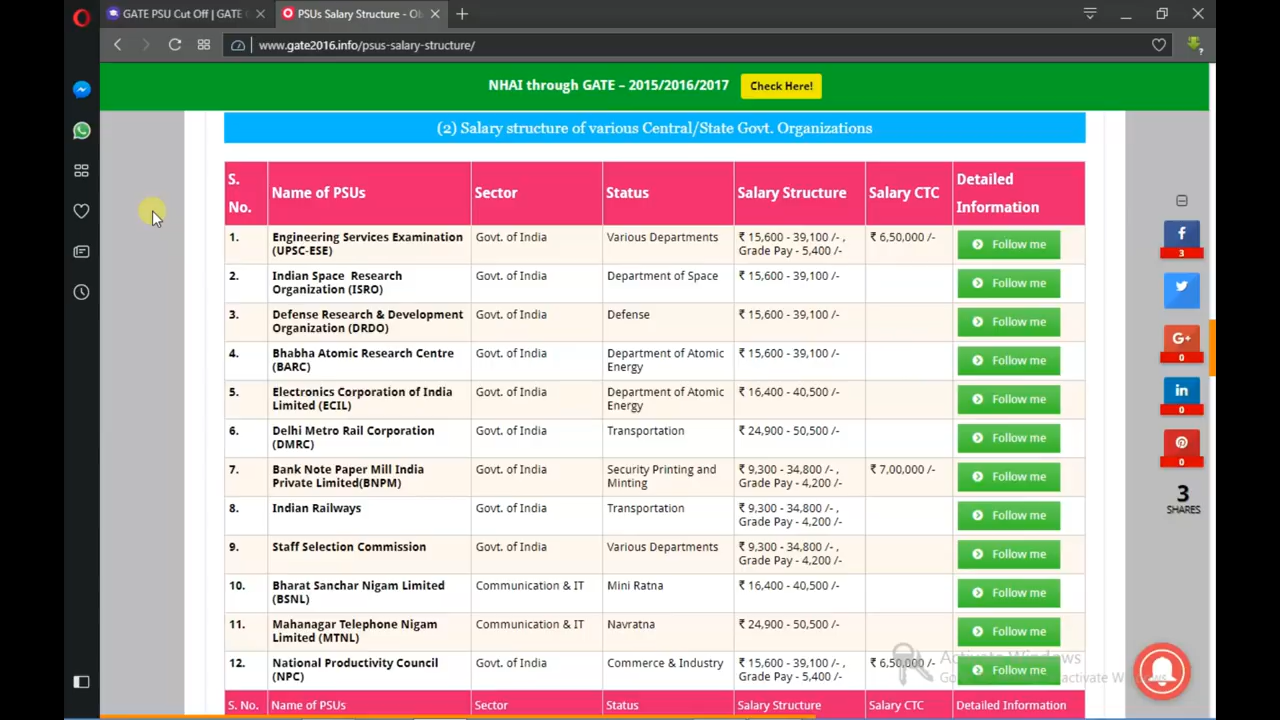 GATE PSU Cut Off | GATE
PSUs Salary Structure - Ob
www.gate2016.info/psus-salary-structure/
NHAI through GATE – 2015/2016/2017 Check Here!
(2) Salary structure of various Central/State Govt. Organizations
S. No. Name of PSUs Sector Status Salary Structure Salary CTC Detailed Information
1. Engineering Services Examination (UPSC-ESE) Govt. of India Various Departments ₹ 15,600 - 39,100 /- , Grade Pay - 5,400 /- ₹ 6,50,000 /- Follow me
2. Indian Space Research Organization (ISRO) Govt. of India Department of Space ₹ 15,600 - 39,100 /- Follow me
3. Defense Research & Development Organization (DRDO) Govt. of India Defense ₹ 15,600 - 39,100 /- Follow me
4. Bhabha Atomic Research Centre (BARC) Govt. of India Department of Atomic Energy ₹ 15,600 - 39,100 /- Follow me
5. Electronics Corporation of India Limited (ECIL) Govt. of India Department of Atomic Energy ₹ 16,400 - 40,500 /- Follow me
6. Delhi Metro Rail Corporation (DMRC) Govt. of India Transportation ₹ 24,900 - 50,500 /- Follow me
7. Bank Note Paper Mill India Private Limited(BNPM) Govt. of India Security Printing and Minting ₹ 9,300 - 34,800 /- , Grade Pay - 4,200 /- ₹ 7,00,000 /- Follow me
8. Indian Railways Govt. of India Transportation ₹ 9,300 - 34,800 /- , Grade Pay - 4,200 /- Follow me
9. Staff Selection Commission Govt. of India Various Departments ₹ 9,300 - 34,800 /- , Grade Pay - 4,200 /- Follow me
10. Bharat Sanchar Nigam Limited (BSNL) Communication & IT Mini Ratna ₹ 16,400 - 40,500 /- Follow me
11. Mahanagar Telephone Nigam Limited (MTNL) Communication & IT Navratna ₹ 24,900 - 50,500 /- Follow me
12. National Productivity Council (NPC) Govt. of India Commerce & Industry ₹ 15,600 - 39,100 /- , Grade Pay - 5,400 /- ₹ 6,50,000 /- Follow me
S. No. Name of PSUs Sector Status Salary Structure Salary CTC Detailed Information
3
0
0
0
3
SHARES
Activate Windows
activate W